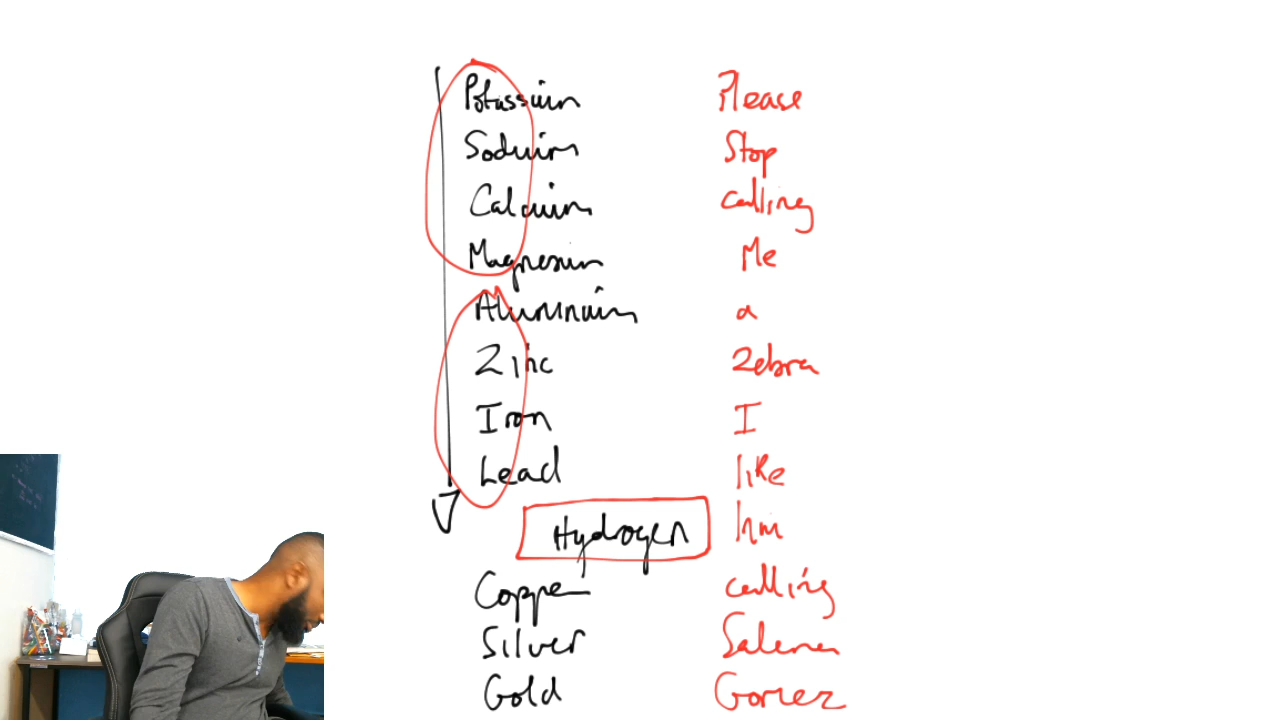 Potassium Please
Sodium Stop
Calcium calling
Magnesium Me
Aluminium a
Zinc Zebra
Iron I
Lead like
Hydrogen him
Copper calling
Silver Salena
Gold Gomez